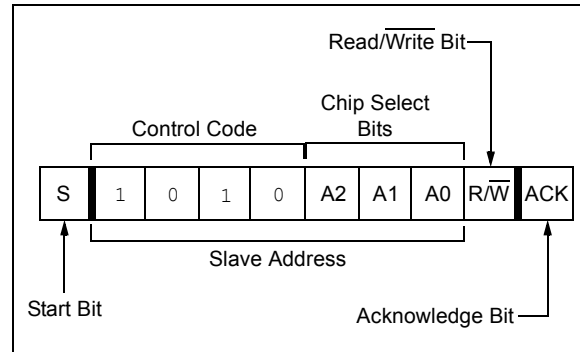 Read/Write Bit
Chip Select
Bits
Control Code
S 1 0 1 0 A2 A1 A0 R/W ACK
Slave Address
Start Bit
Acknowledge Bit